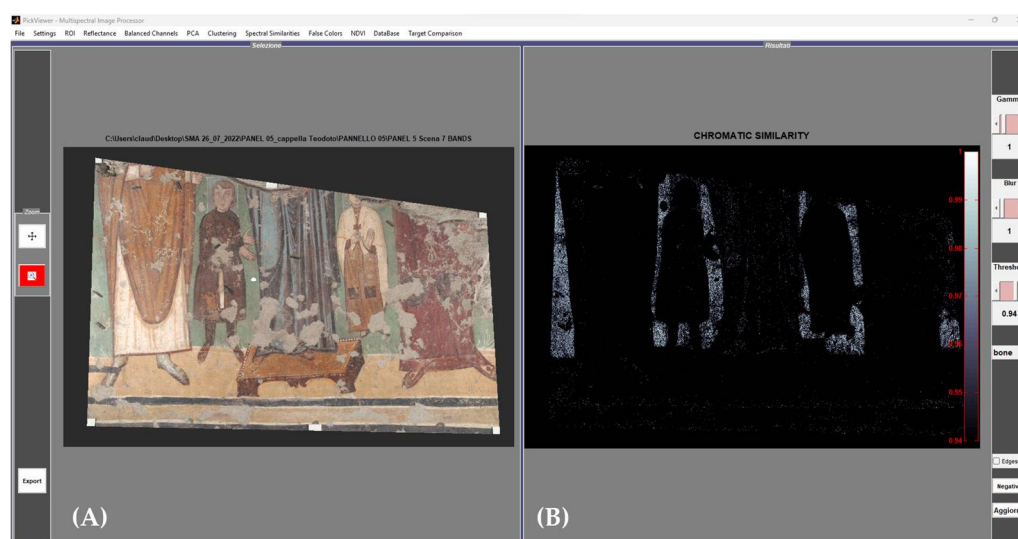 PickViewer - Multispectral Image Processor
File Settings ROI Reflectance Balanced Channels PCA Clustering Spectral Similarities False Colors NDVI DataBase Target Comparison
Selezione
Risultati
C:\Users\claud\Desktop\SMA 26_07_2022\PANEL 05_cappella Teodoto\PANNELLO 05\PANEL 5 Scena 7 BANDS
CHROMATIC SIMILARITY
Zoom
Export
(A)
(B)
1
0.99
0.98
0.97
0.96
0.95
0.94
Gamm
1
Blur
1
Thresho
0.94
bone
Edges
Negativ
Aggiorn